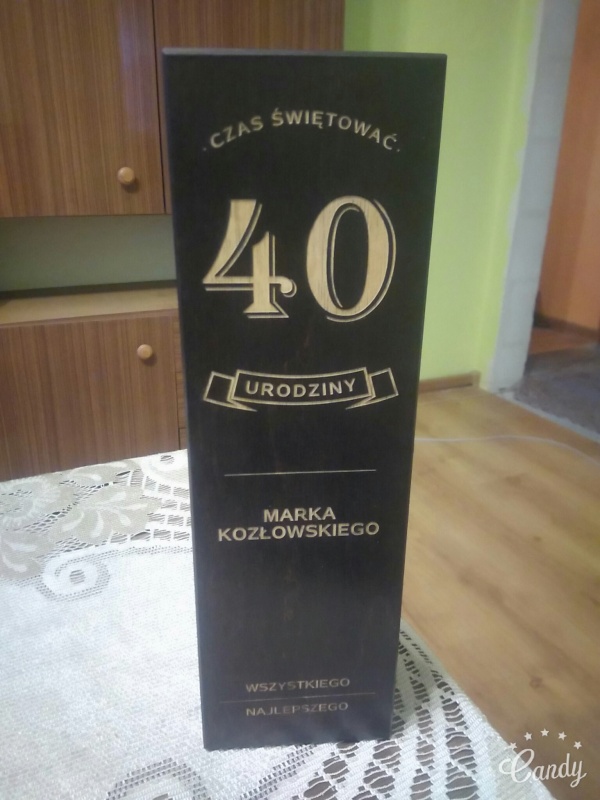 CZAS ŚWIĘTOWAĆ
40
URODZINY
MARKA
KOZŁOWSKIEGO
WSZYSTKIEGO
NAJLEPSZEGO
Candy